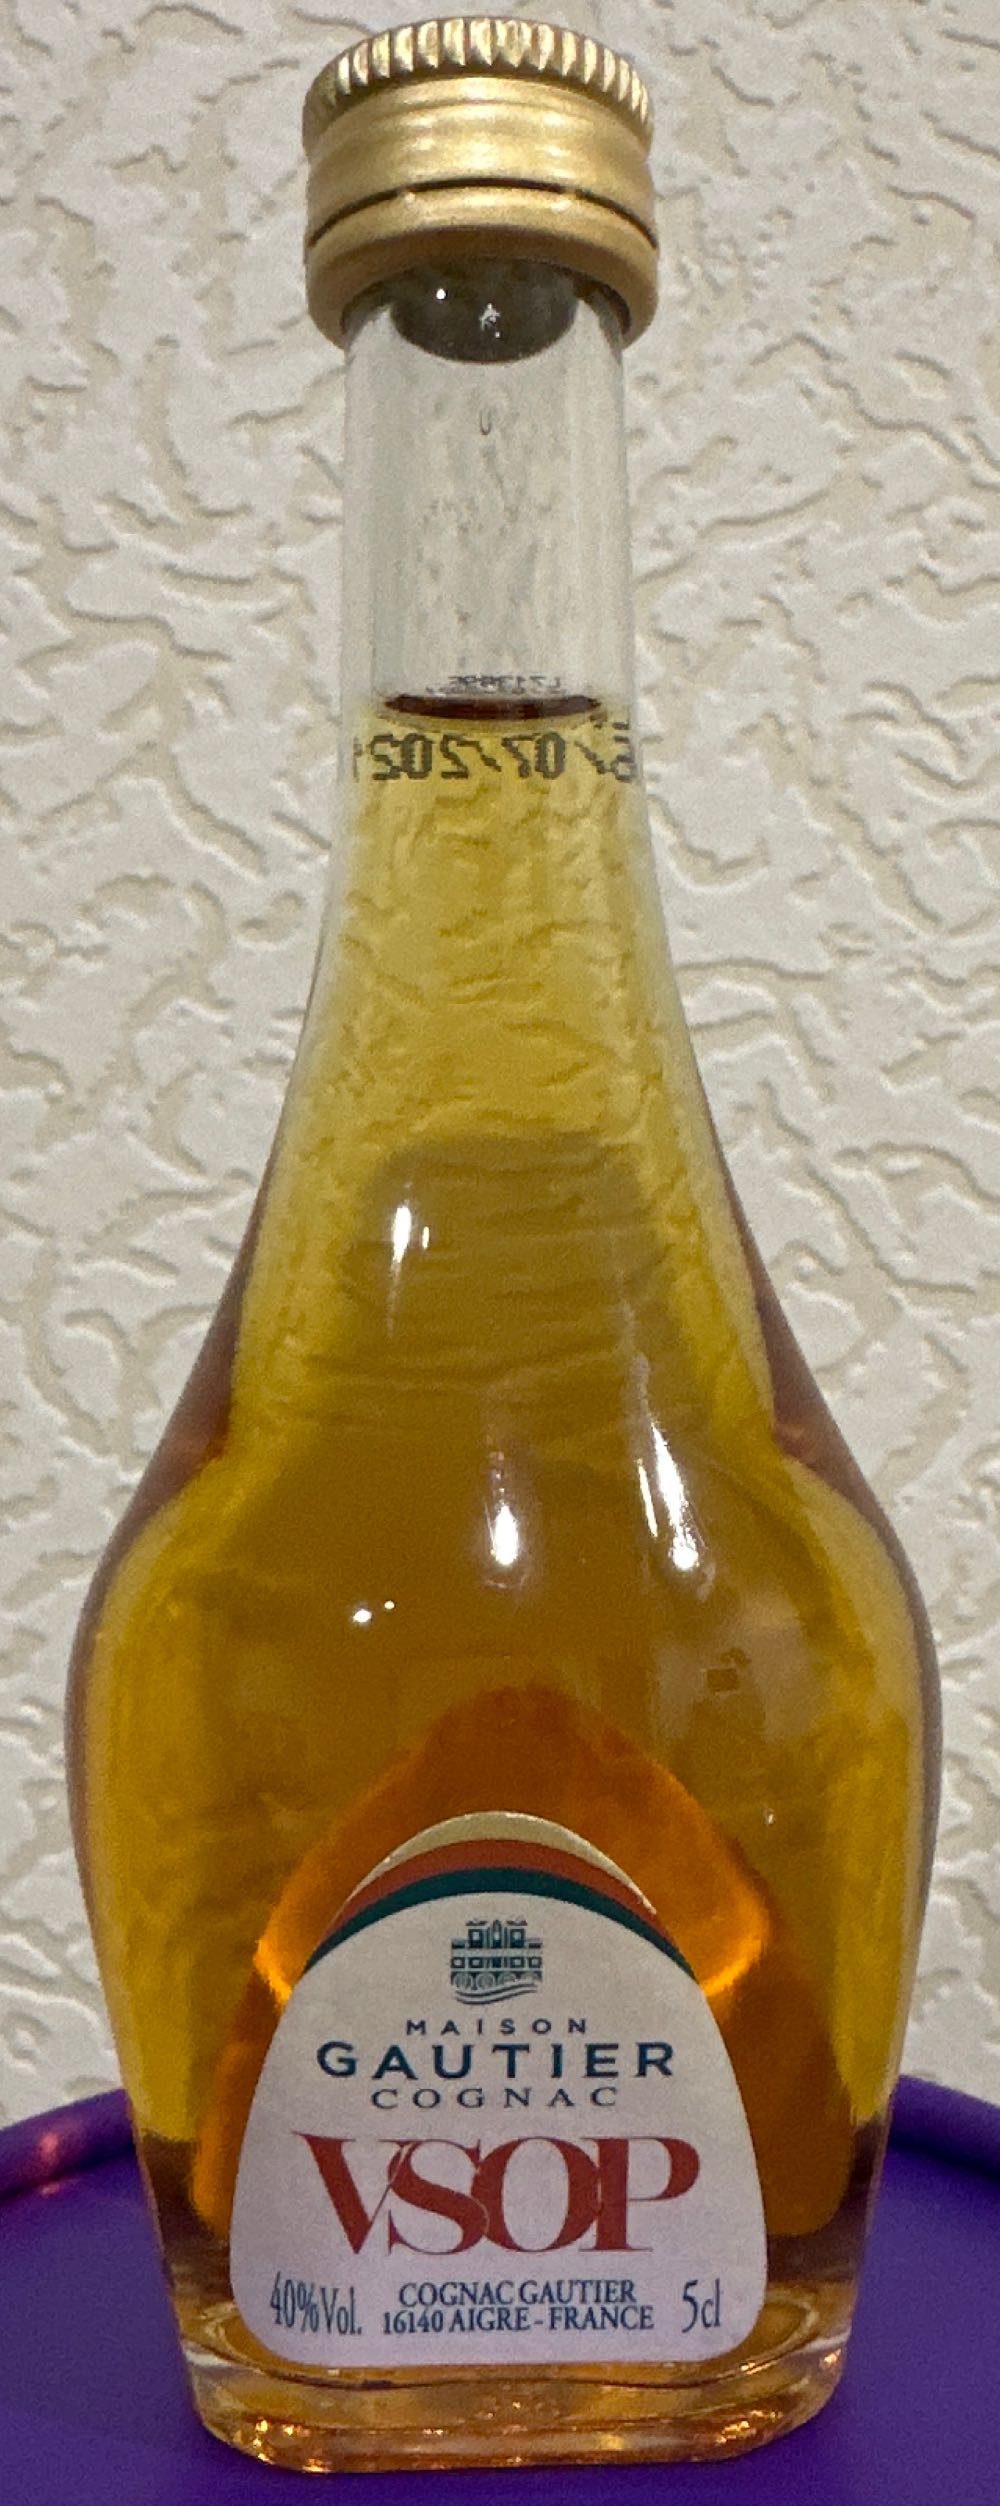 MAISON
GAUTIER
COGNAC
VSOP
40%Vol. COGNAC GAUTIER 5cl
16140 AIGRE - FRANCE